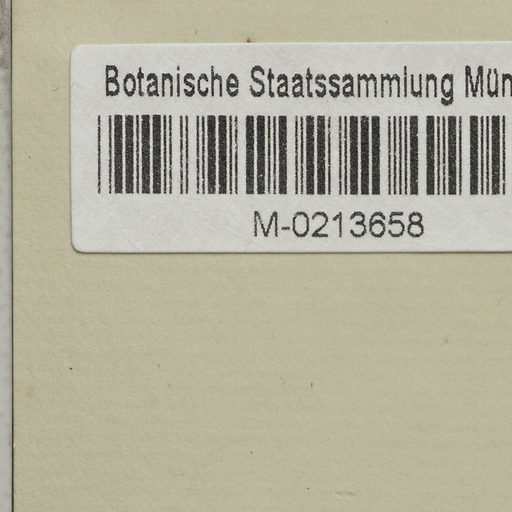 Botanische Staatssammlung Mün
M-0213658